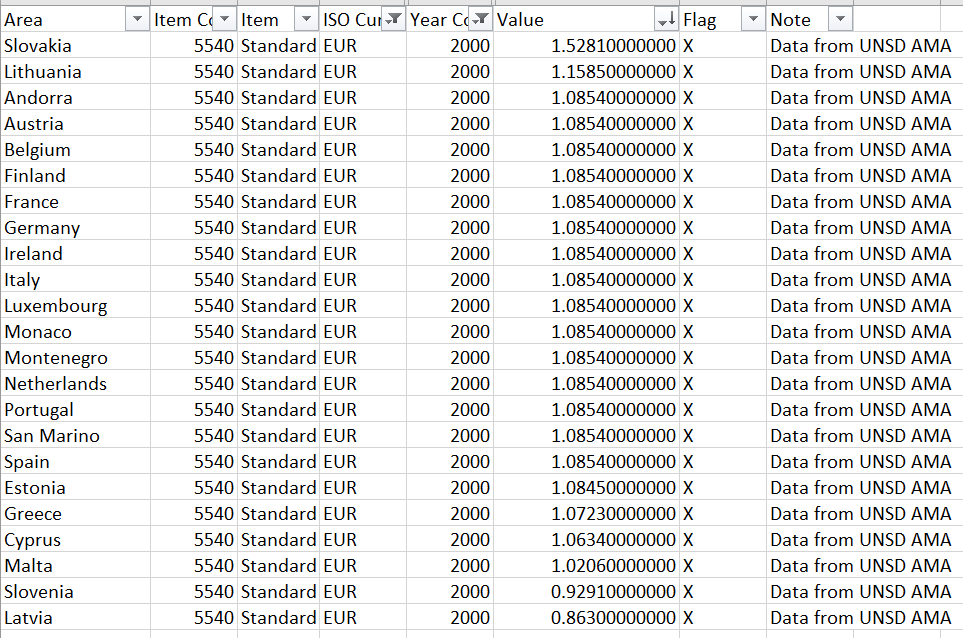 Area Item Co Item ISO Cur Year Co Value Flag Note
Slovakia 5540 Standard EUR 2000 1.52810000000 X Data from UNSD AMA
Lithuania 5540 Standard EUR 2000 1.15850000000 X Data from UNSD AMA
Andorra 5540 Standard EUR 2000 1.08540000000 X Data from UNSD AMA
Austria 5540 Standard EUR 2000 1.08540000000 X Data from UNSD AMA
Belgium 5540 Standard EUR 2000 1.08540000000 X Data from UNSD AMA
Finland 5540 Standard EUR 2000 1.08540000000 X Data from UNSD AMA
France 5540 Standard EUR 2000 1.08540000000 X Data from UNSD AMA
Germany 5540 Standard EUR 2000 1.08540000000 X Data from UNSD AMA
Ireland 5540 Standard EUR 2000 1.08540000000 X Data from UNSD AMA
Italy 5540 Standard EUR 2000 1.08540000000 X Data from UNSD AMA
Luxembourg 5540 Standard EUR 2000 1.08540000000 X Data from UNSD AMA
Monaco 5540 Standard EUR 2000 1.08540000000 X Data from UNSD AMA
Montenegro 5540 Standard EUR 2000 1.08540000000 X Data from UNSD AMA
Netherlands 5540 Standard EUR 2000 1.08540000000 X Data from UNSD AMA
Portugal 5540 Standard EUR 2000 1.08540000000 X Data from UNSD AMA
San Marino 5540 Standard EUR 2000 1.08540000000 X Data from UNSD AMA
Spain 5540 Standard EUR 2000 1.08540000000 X Data from UNSD AMA
Estonia 5540 Standard EUR 2000 1.08450000000 X Data from UNSD AMA
Greece 5540 Standard EUR 2000 1.07230000000 X Data from UNSD AMA
Cyprus 5540 Standard EUR 2000 1.06340000000 X Data from UNSD AMA
Malta 5540 Standard EUR 2000 1.02060000000 X Data from UNSD AMA
Slovenia 5540 Standard EUR 2000 0.92910000000 X Data from UNSD AMA
Latvia 5540 Standard EUR 2000 0.86300000000 X Data from UNSD AMA